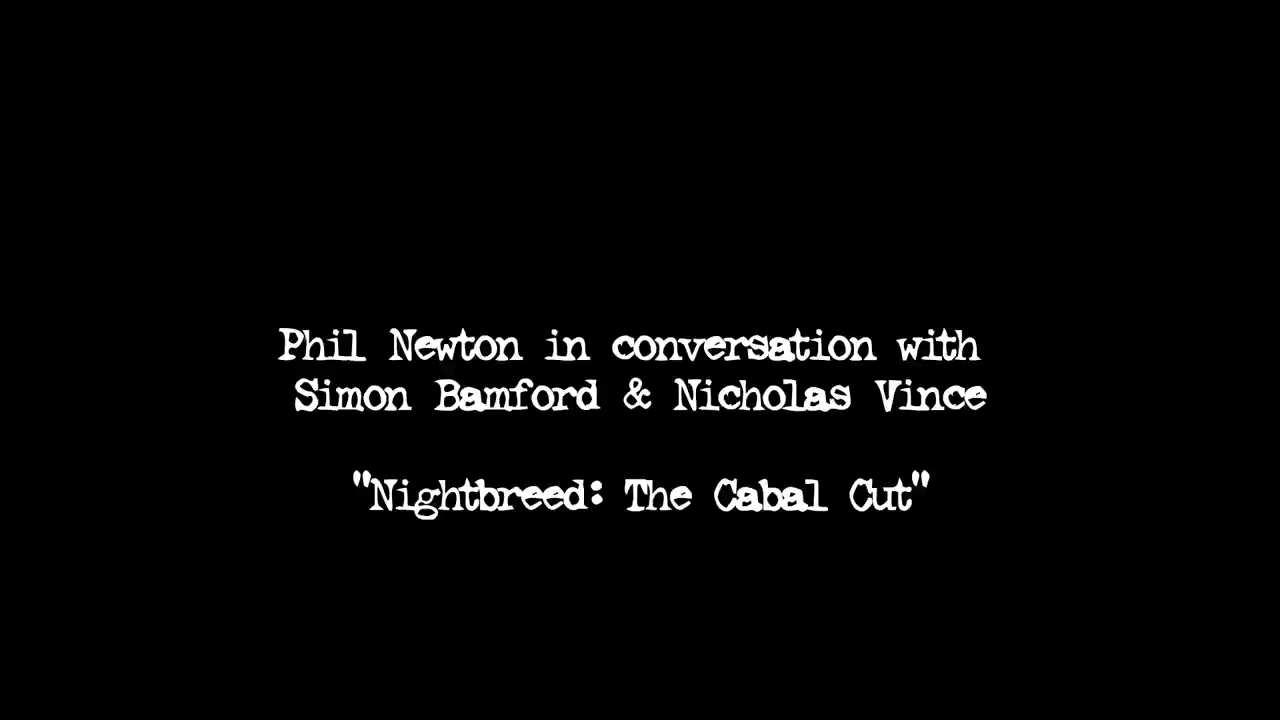 Phil Newton in conversation with
Simon Bamford & Nicholas Vince
"Nightbreed: The Cabal Cut"